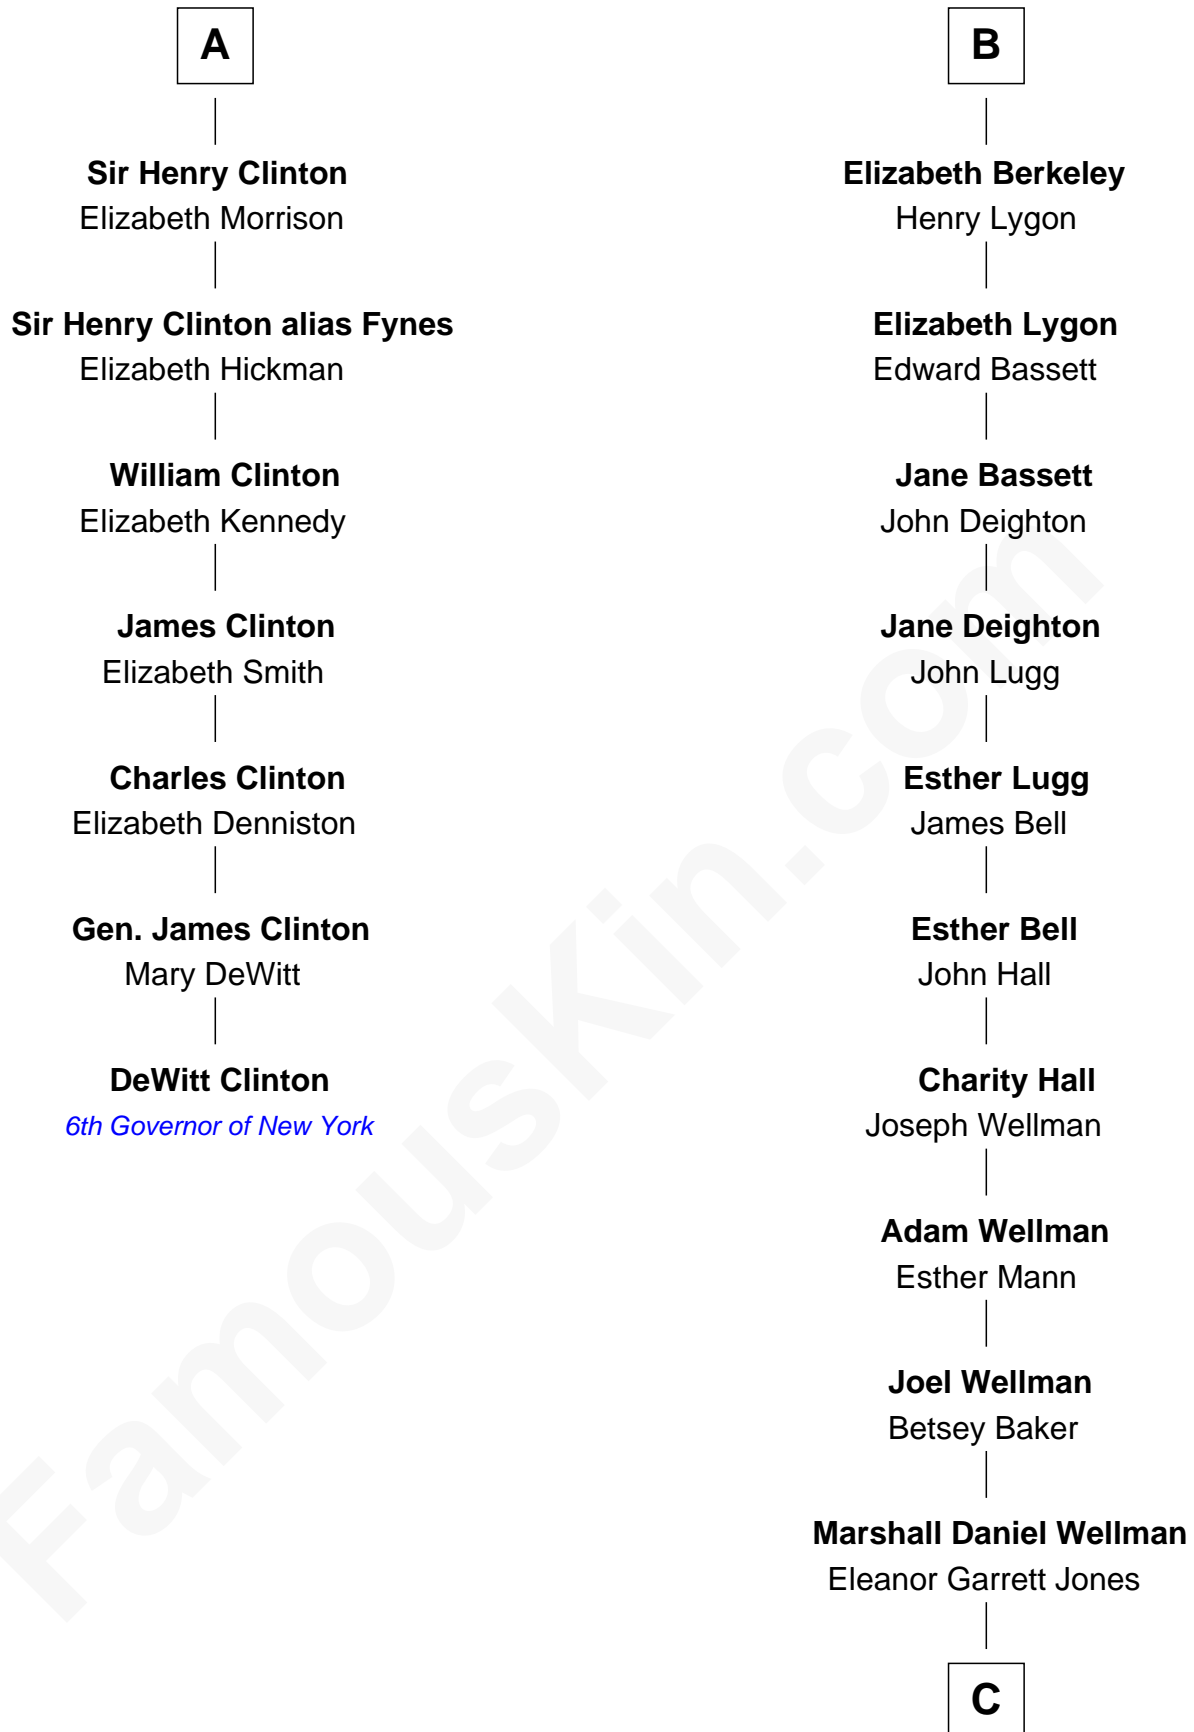 A
Sir Henry Clinton
Elizabeth Morrison
Sir Henry Clinton alias Fynes
Elizabeth Hickman
William Clinton
Elizabeth Kennedy
James Clinton
Elizabeth Smith
Charles Clinton
Elizabeth Denniston
Gen. James Clinton
Mary DeWitt
DeWitt Clinton
6th Governor of New York
B
Elizabeth Berkeley
Henry Lygon
Elizabeth Lygon
Edward Bassett
Jane Bassett
John Deighton
Jane Deighton
John Lugg
Esther Lugg
James Bell
Esther Bell
John Hall
Charity Hall
Joseph Wellman
Adam Wellman
Esther Mann
Joel Wellman
Betsey Baker
Marshall Daniel Wellman
Eleanor Garrett Jones
C
FamousKin.com